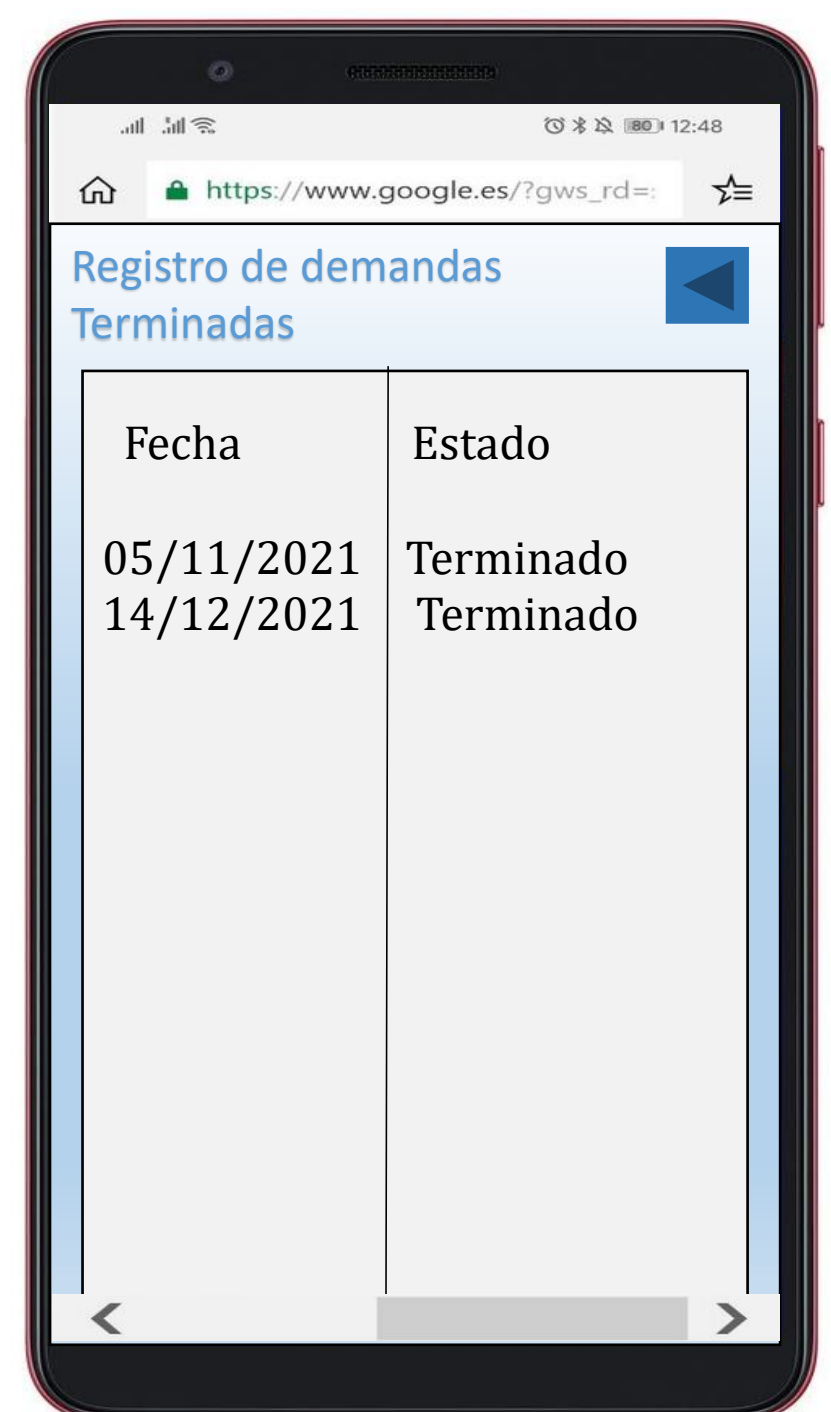 80 12:48
https://www.google.es/?gws_rd=:
Registro de demandas
Terminadas
Fecha Estado
05/11/2021 Terminado
14/12/2021 Terminado